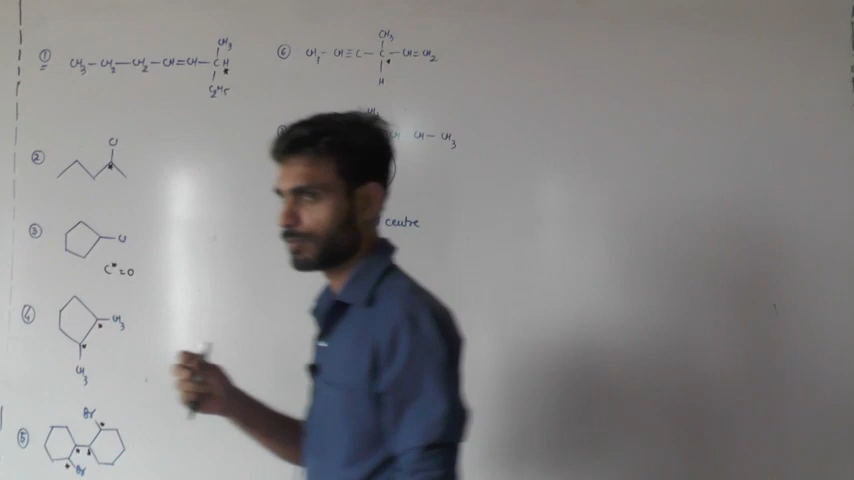 ① CH₃ - CH₂ - CH₂ - CH = CH - CH *
CH₃
C₂H₅
②
Cl
*
③
Cl
C* = 0
④
* CH₃
*
CH₃
⑤
Br *
* *
* Br
⑥ CH₃ - CH ≡ C - C - CH = CH₂
CH₃
*
H
CH - CH₃
centre